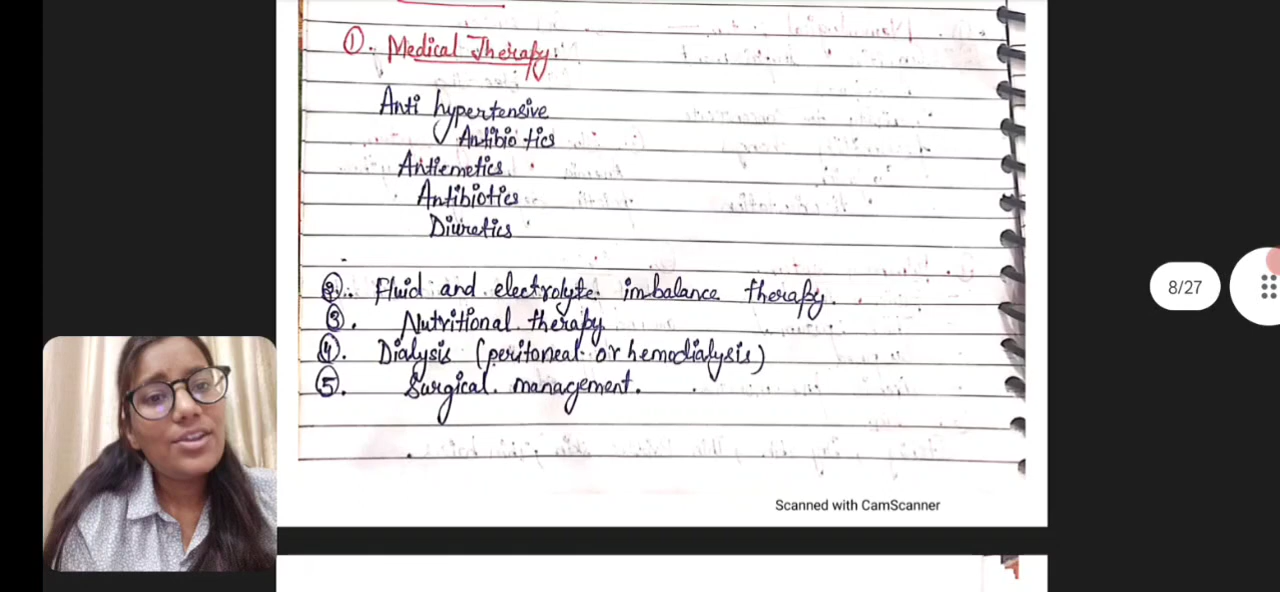 ①. Medical Therapy:
Anti hypertensive
Antibiotics
Antiemetics.
Antibiotics
Diuretics
②. Fluid and electrolyte imbalance therapy.
③. Nutritional therapy
④. Dialysis (peritoneal or hemodialysis)
⑤. Surgical management.
Scanned with CamScanner
8/27